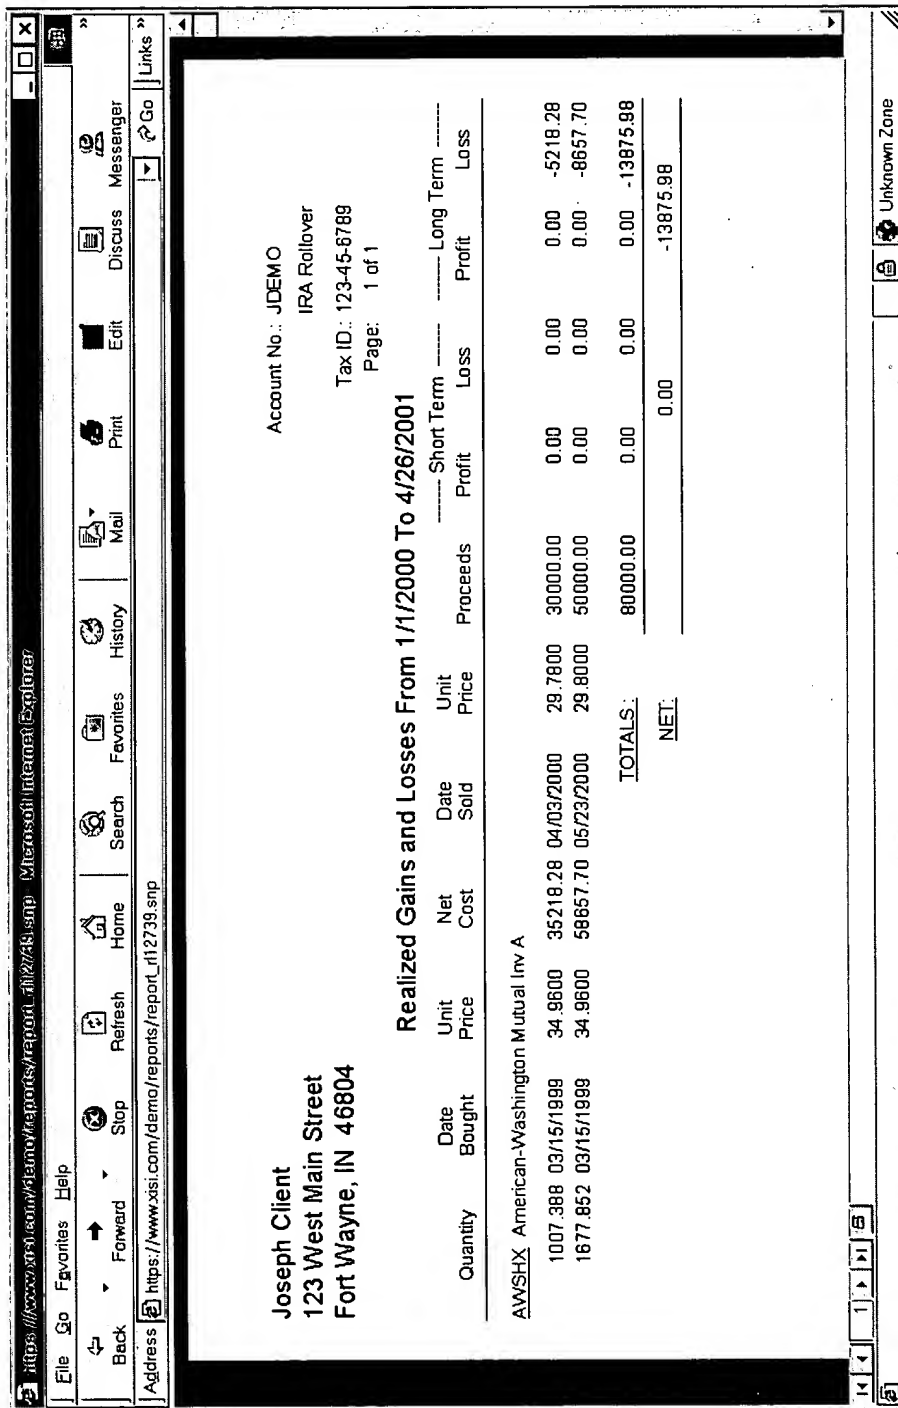 https://www.xisi.com/demo/reports/report_rl12739.snp - Microsoft Internet Explorer
File Go Favorites Help
Back Forward Stop Refresh Home Search Favorites History Mail Print Edit Discuss Messenger »
Address https://www.xisi.com/demo/reports/report_rl12739.snp Go Links »
Account No.: JDEMO
Joseph Client IRA Rollover
123 West Main Street
Fort Wayne, IN 46804 Tax ID.: 123-45-6789
Page: 1 of 1
Realized Gains and Losses From 1/1/2000 To 4/26/2001
------- Short Term ------ ------- Long Term ------
Quantity Date Bought Unit Price Net Cost Date Sold Unit Price Proceeds Profit Loss Profit Loss
AWSHX American-Washington Mutual Inv A
1007.388 03/15/1999 34.9600 35218.28 04/03/2000 29.7800 30000.00 0.00 0.00 0.00 -5218.28
1677.852 03/15/1999 34.9600 58657.70 05/23/2000 29.8000 50000.00 0.00 0.00 0.00 -8657.70
TOTALS : 80000.00 0.00 0.00 0.00 -13875.98
NET: 0.00 -13875.98
1
Unknown Zone